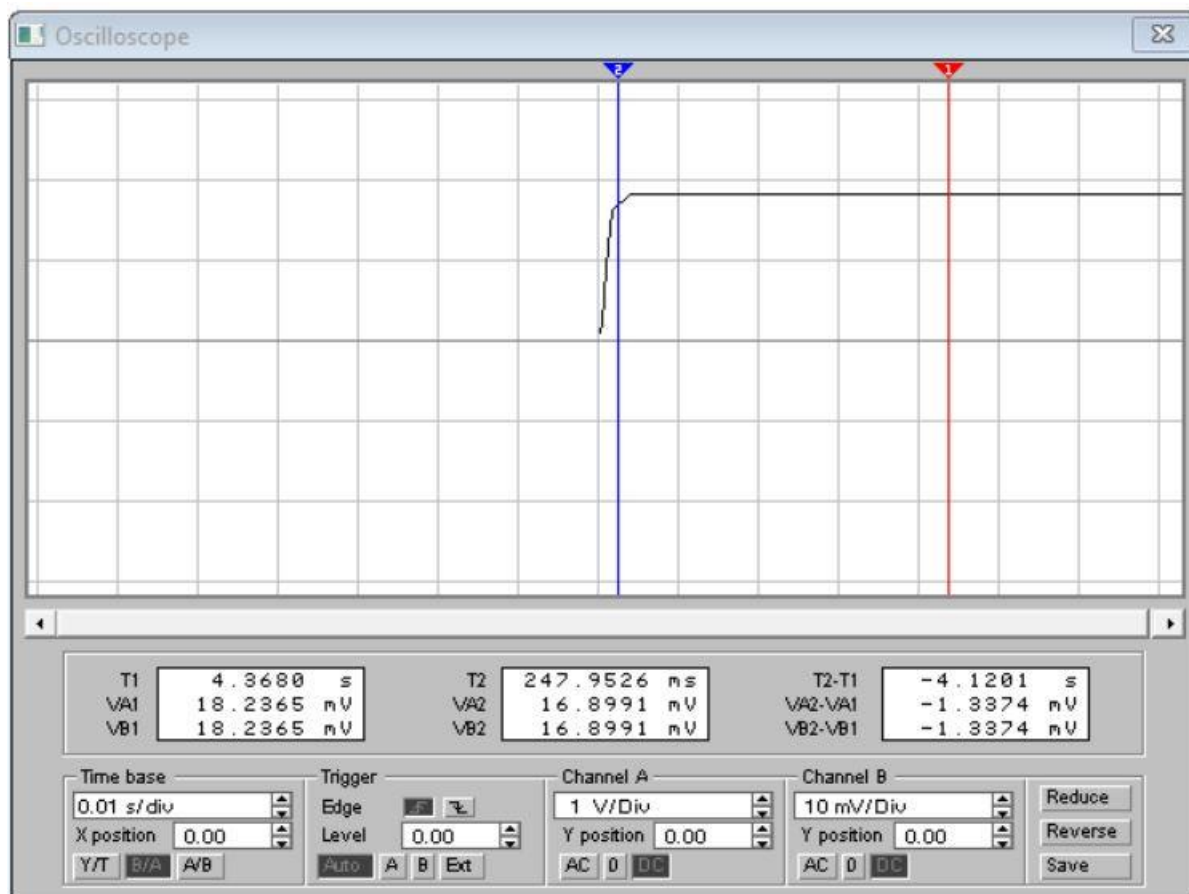 Oscilloscope
2 1
T1 4.3680 s T2 247.9526 ms T2-T1 -4.1201 s
VA1 18.2365 mV VA2 16.8991 mV VA2-VA1 -1.3374 mV
VB1 18.2365 mV VB2 16.8991 mV VB2-VB1 -1.3374 mV
Time base Trigger Channel A Channel B
0.01 s/div Edge 1 V/Div 10 mV/Div Reduce
X position 0.00 Level 0.00 Y position 0.00 Y position 0.00 Reverse
Y/T B/A A/B Auto A B Ext AC 0 DC AC 0 DC Save